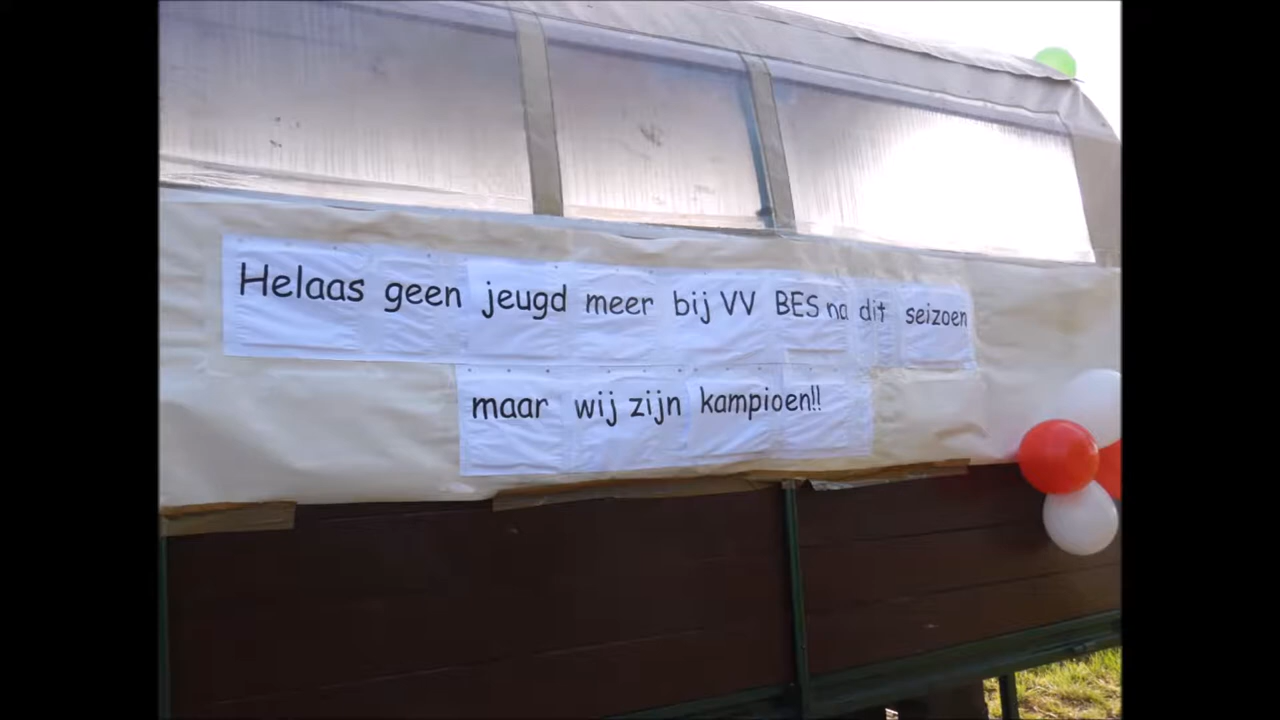 Helaas geen jeugd meer bij VV BES na dit seizoen
maar wij zijn kampioen!!